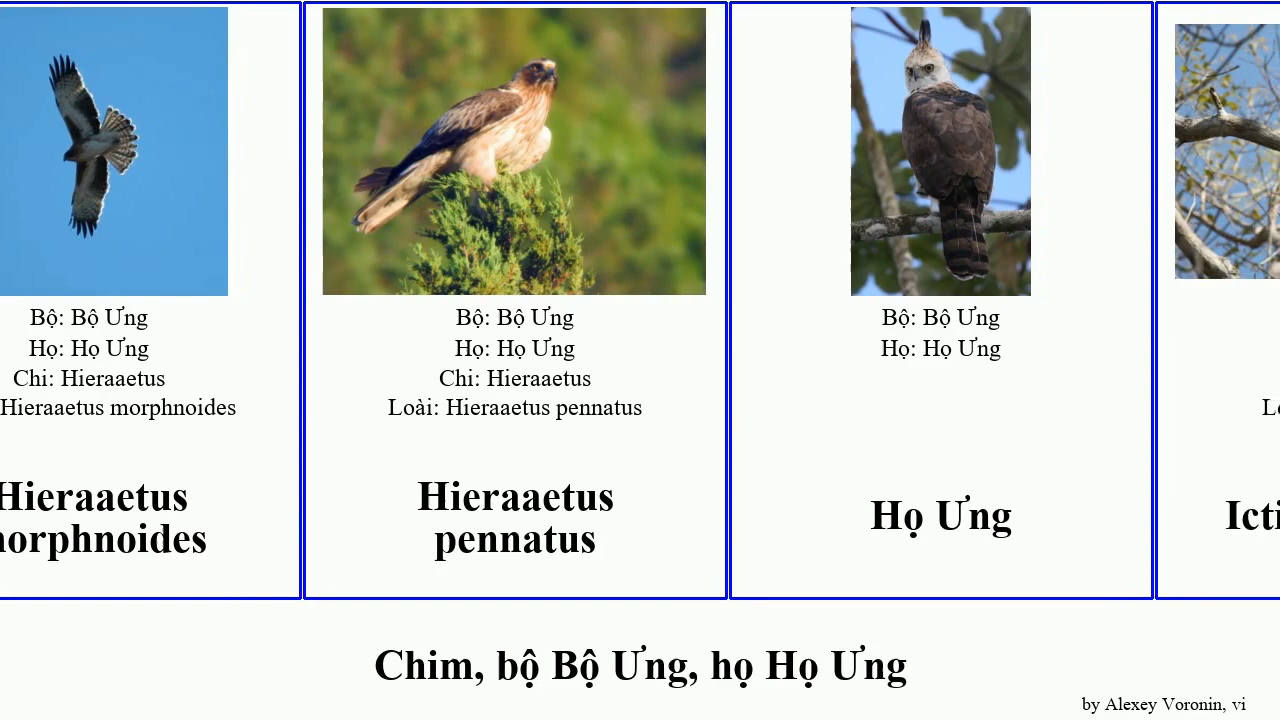 Bộ: Bộ Ưng
Họ: Họ Ưng
Chi: Hieraaetus
Hieraaetus morphnoides
Hieraaetus
Bộ: Bộ Ưng
Họ: Họ Ưng
Chi: Hieraaetus
Loài: Hieraaetus pennatus
Hieraaetus
pennatus
Bộ: Bộ Ưng
Họ: Họ Ưng
Họ Ưng
Chim, bộ Bộ Ưng, họ Họ Ưng
by Alexey Voronin, vi